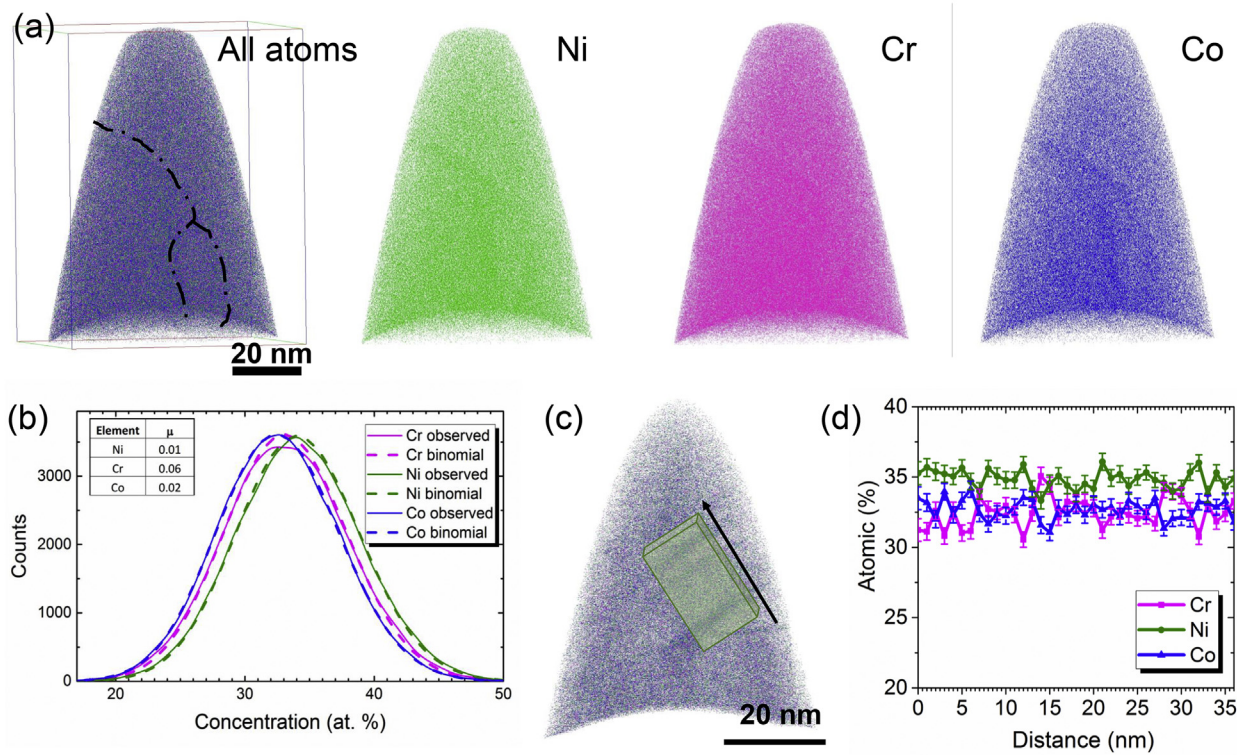 (a)
All atoms
Ni
Cr
Co
20 nm
(b)
Element μ
Ni 0.01
Cr 0.06
Co 0.02
Cr observed
Cr binomial
Ni observed
Ni binomial
Co observed
Co binomial
Counts
3000
2000
1000
0
20 30 40 50
Concentration (at. %)
(c)
20 nm
(d)
Atomic (%)
40
35
30
25
20
Cr
Ni
Co
0 5 10 15 20 25 30 35
Distance (nm)